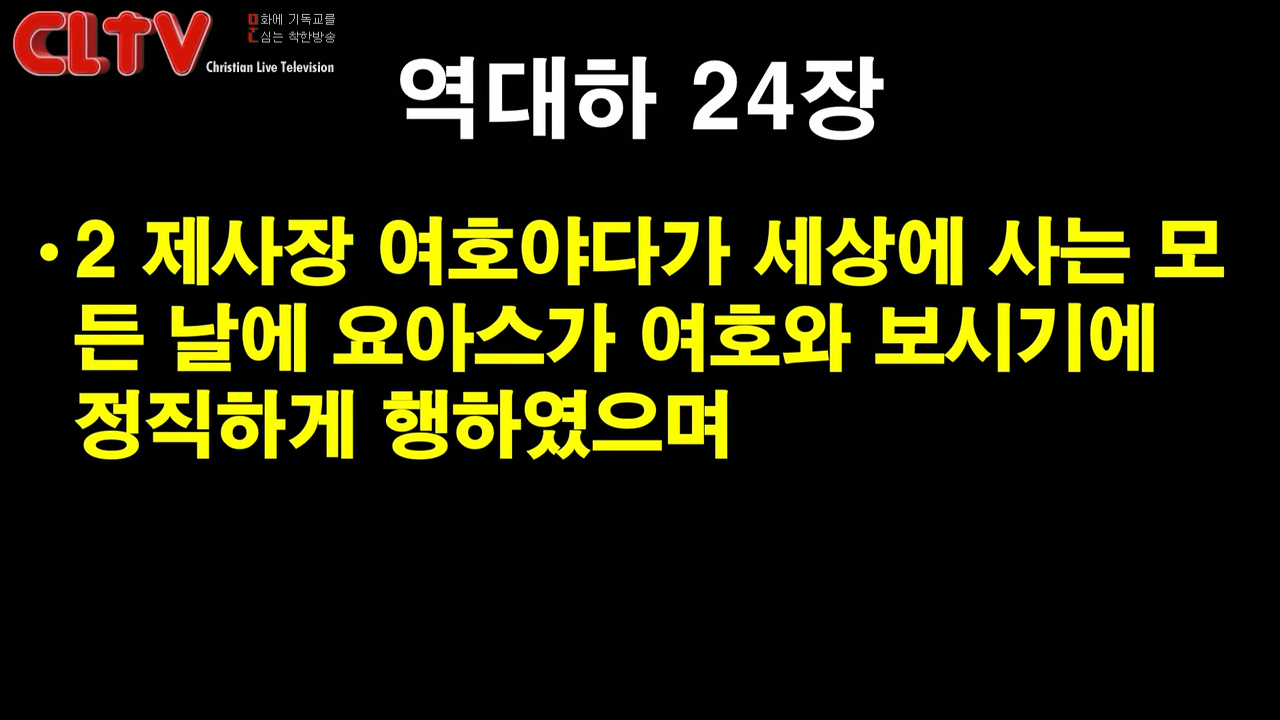 CLTV
문화에 기독교를
심는 착한방송
Christian Live Television
역대하 24장
• 2 제사장 여호야다가 세상에 사는 모
든 날에 요아스가 여호와 보시기에
정직하게 행하였으며